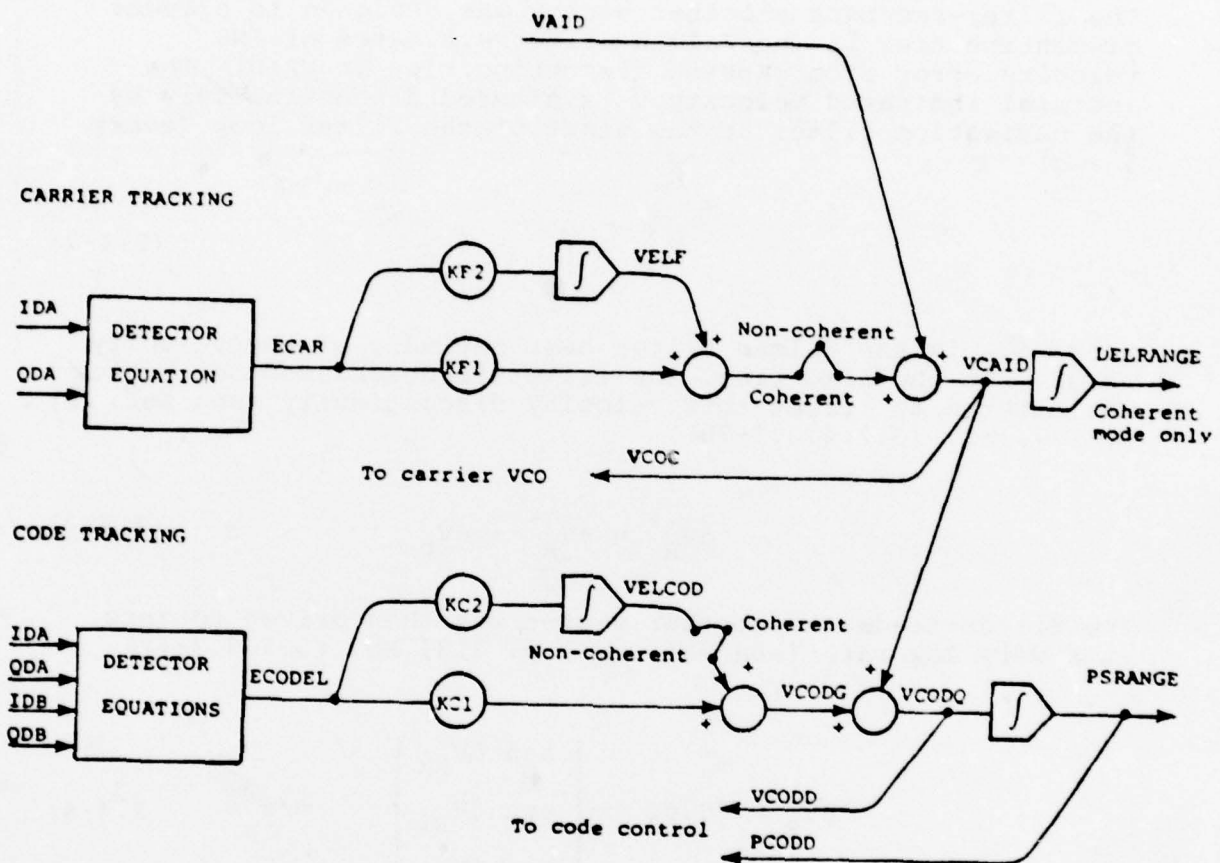 VAID
CARRIER TRACKING
IDA
QDA
DETECTOR
EQUATION
ECAR
KF2
KF1
∫
VELF
+
+
Non-coherent
Coherent
+
+
VCAID
∫
DELRANGE
Coherent
mode only
VCOC
To carrier VCO
CODE TRACKING
IDA
QDA
IDB
QDB
DETECTOR
EQUATIONS
ECODEL
KC2
KC1
∫
VELCOD
Coherent
Non-coherent
+
+
VCODG
+
+
VCODQ
∫
PSRANGE
VCODD
To code control
PCODD